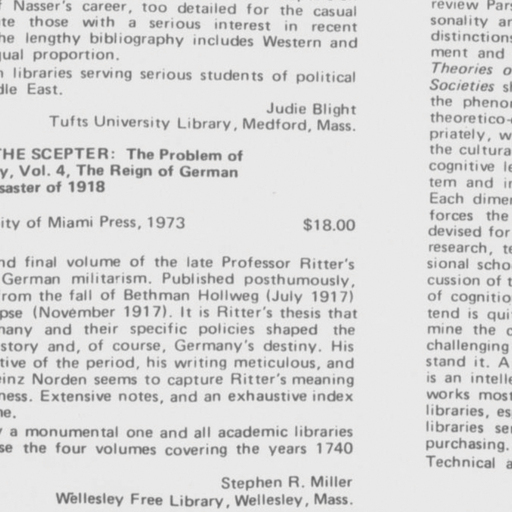 Nasser's career, too detailed for the casual
te those with a serious interest in recent
he lengthy bibliography includes Western and
qual proportion.
libraries serving serious students of political
dle East.
Judie Blight
Tufts University Library, Medford, Mass.
THE SCEPTER: The Problem of
y, Vol. 4, The Reign of German
saster of 1918
ity of Miami Press, 1973 $18.00
nd final volume of the late Professor Ritter's
German militarism. Published posthumously,
rom the fall of Bethman Hollweg (July 1917)
pse (November 1917). It is Ritter's thesis that
many and their specific policies shaped the
story and, of course, Germany's destiny. His
tive of the period, his writing meticulous, and
einz Norden seems to capture Ritter's meaning
ness. Extensive notes, and an exhaustive index
ne.
y a monumental one and all academic libraries
se the four volumes covering the years 1740
Stephen R. Miller
Wellesley Free Library, Wellesley, Mass.
review Pars
sonality an
distinctions
ment and
Theories o
Societies sh
the pheno
theoretico-
priately, w
the cultura
cognitive le
tem and in
Each dimen
forces the
devised for
research, te
sional scho
cussion of t
of cognitio
tend is qui
mine the c
challenging
stand it. A
is an intelle
works most
libraries, es
libraries se
purchasing.
Technical a